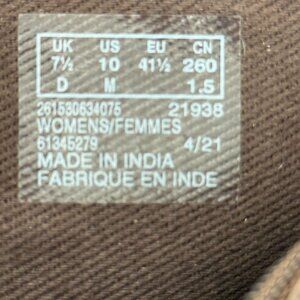 UK US EU CN
7½ 10 41½ 260
D M 1.5
261530634075 21938
WOMENS/FEMMES
61345279 4/21
MADE IN INDIA
FABRIQUE EN INDE